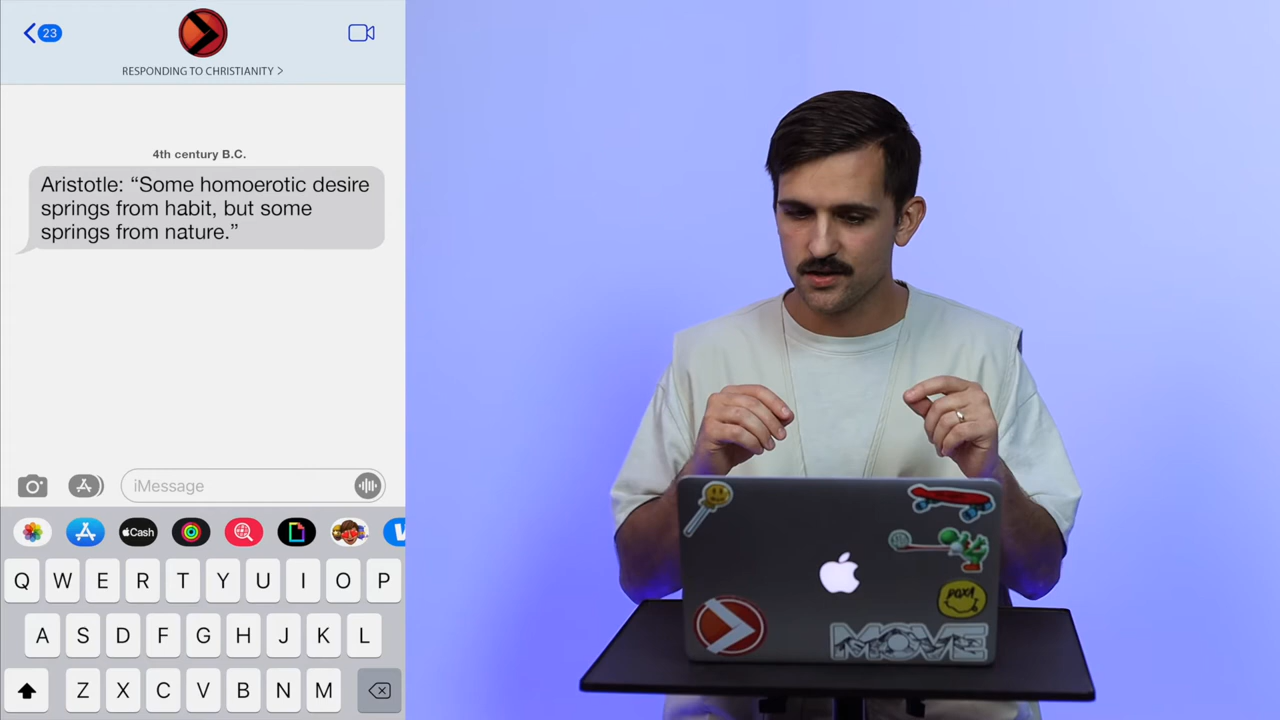 23
RESPONDING TO CHRISTIANITY >
4th century B.C.
Aristotle: “Some homoerotic desire
springs from habit, but some
springs from nature.”
iMessage
Cash
Q W E R T Y U I O P
A S D F G H J K L
Z X C V B N M
POXA
MOVE